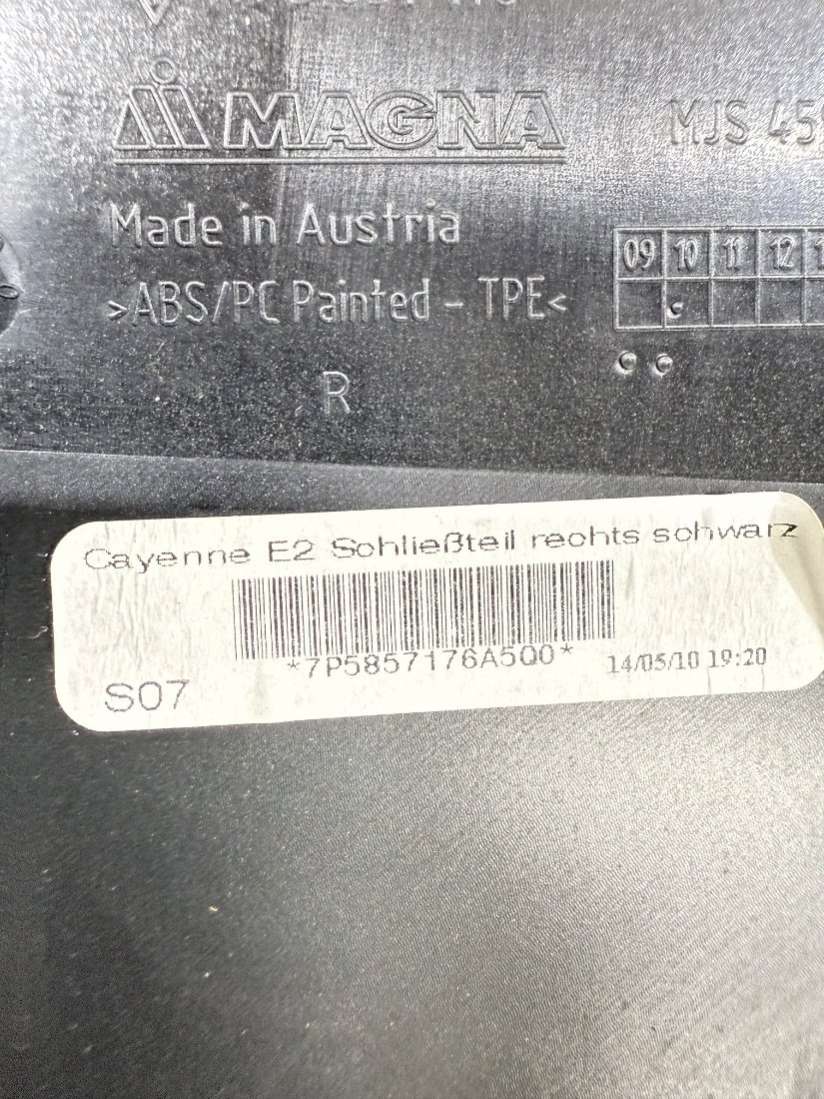 MAGNA
MJS 45
Made in Austria
09 10 11 12
>ABS/PC Painted - TPE<
R
Cayenne E2 Schließteil rechts schwarz
*7P5857176A5Q0*
14/05/10 19:20
S07